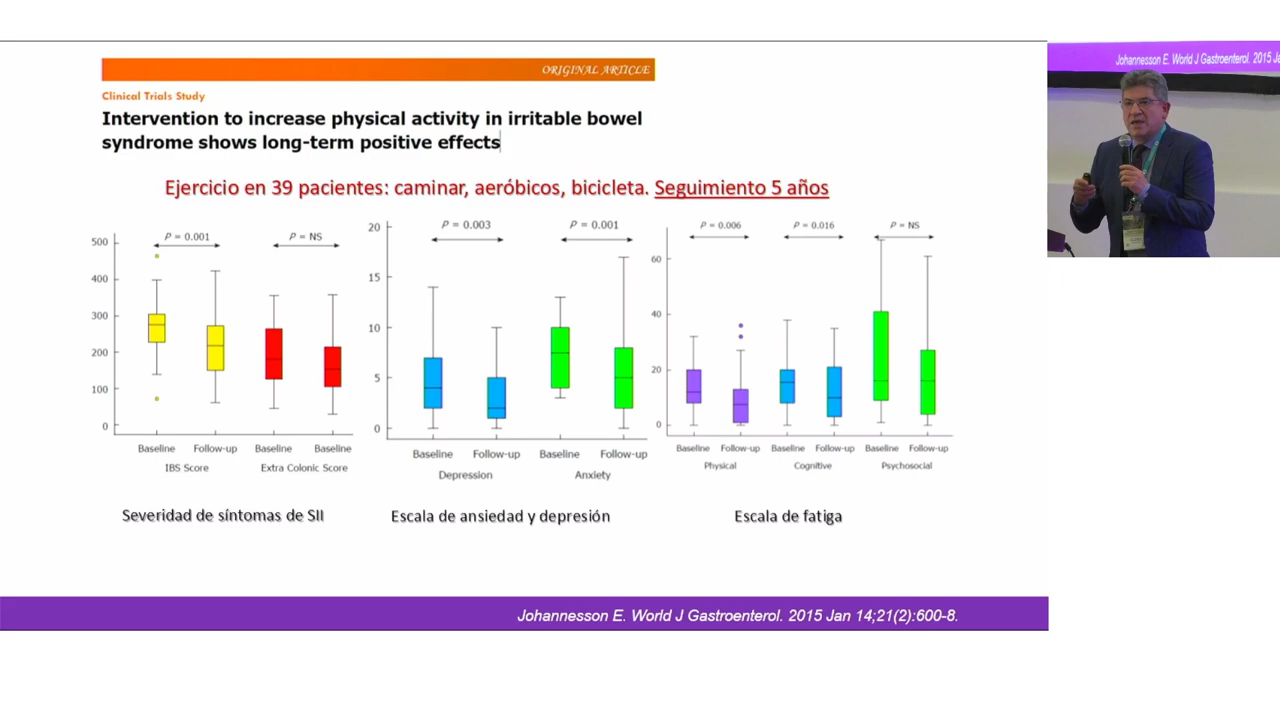 ORIGINAL ARTICLE
Johannesson E. World J Gastroenterol. 2015 Ja
Clinical Trials Study
Intervention to increase physical activity in irritable bowel
syndrome shows long-term positive effects
Ejercicio en 39 pacientes: caminar, aeróbicos, bicicleta. Seguimiento 5 años
P = 0.001
P = NS
500
400
300
200
100
0
Baseline
Follow-up
Baseline
Baseline
IBS Score
Extra Colonic Score
P = 0.003
P = 0.001
20
15
10
5
0
Baseline
Follow-up
Baseline
Follow-up
Depression
Anxiety
P = 0.006
P = 0.016
P = NS
60
40
20
0
Baseline
Follow-up
Baseline
Follow-up
Baseline
Follow-up
Physical
Cognitive
Psychosocial
Severidad de síntomas de SII
Escala de ansiedad y depresión
Escala de fatiga
Johannesson E. World J Gastroenterol. 2015 Jan 14;21(2):600-8.